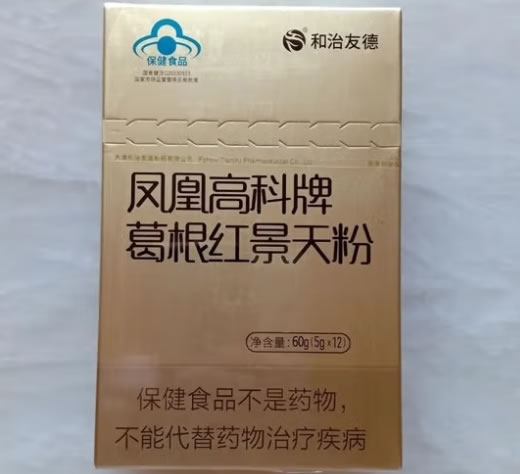 和治友德
保健食品
凤凰高科牌
葛根红景天粉
净含量:60g(5g×12)
保健食品不是药物,
不能代替药物治疗疾病